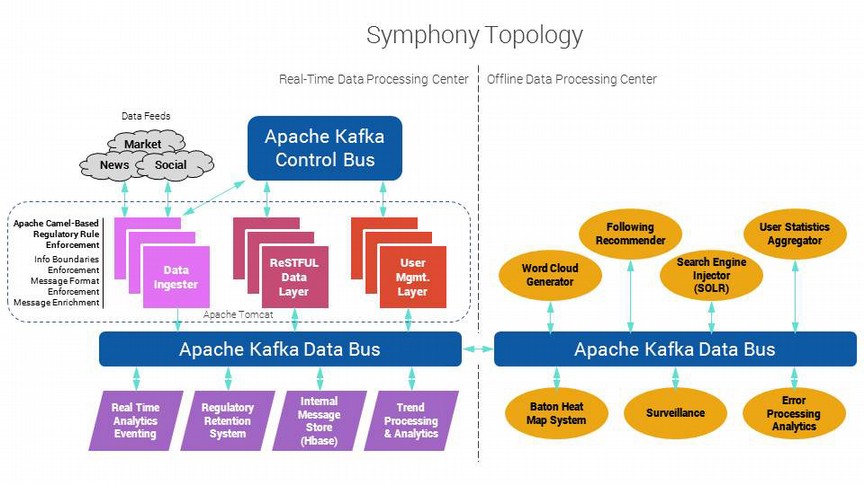 Symphony Topology
Real-Time Data Processing Center
Offline Data Processing Center
Data Feeds
Market
News
Social
Apache Kafka
Control Bus
Apache Camel-Based
Regulatory Rule
Enforcement
Info Boundaries
Enforcement
Message Format
Enforcement
Message Enrichment
Data
Ingester
ReSTFUL
Data
Layer
User
Mgmt.
Layer
Apache Tomcat
Following
Recommender
User Statistics
Aggregator
Word Cloud
Generator
Search Engine
Injector
(SOLR)
Apache Kafka Data Bus
Apache Kafka Data Bus
Real Time
Analytics
Eventing
Regulatory
Retention
System
Internal
Message
Store
(Hbase)
Trend
Processing
& Analytics
Baton Heat
Map System
Surveillance
Error
Processing
Analytics